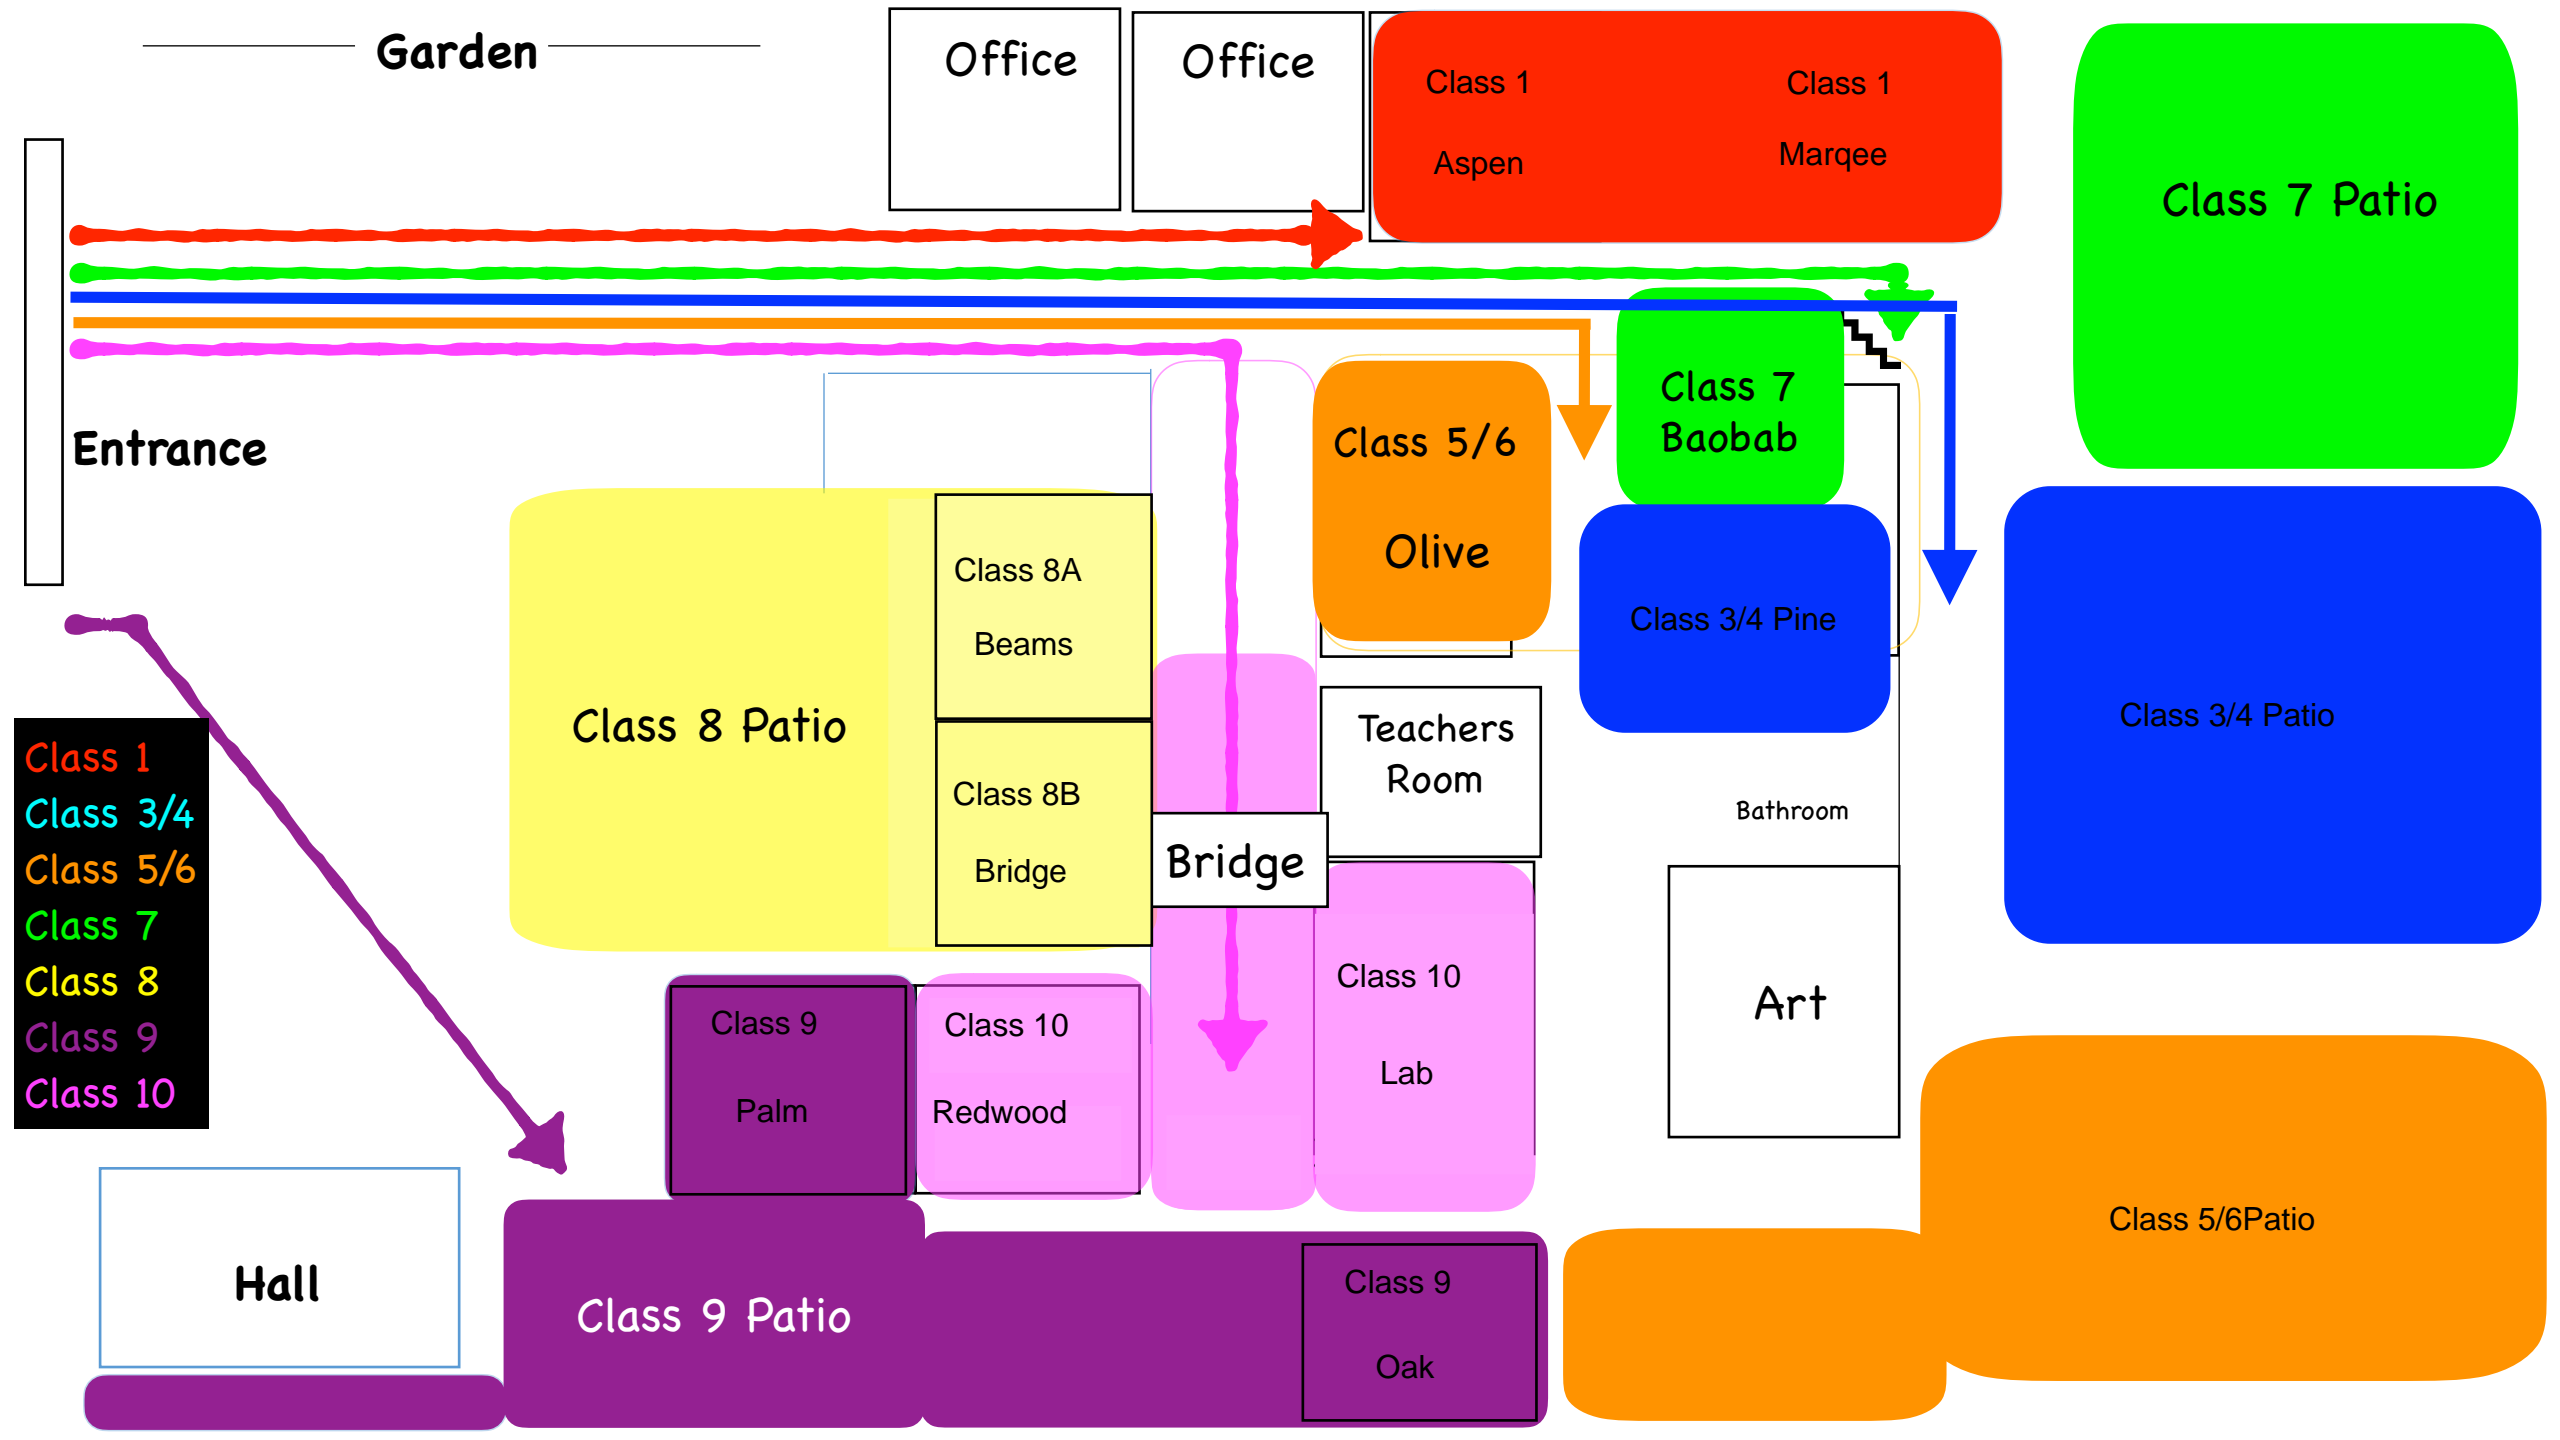 Garden
Office
Office
Class 1
Aspen
Class 1
Marqee
Class 7 Patio
Entrance
Class 5/6
Olive
Class 7
Baobab
Class 3/4 Pine
Class 3/4 Patio
Class 8 Patio
Class 8A
Beams
Class 8B
Bridge
Bridge
Teachers
Room
Bathroom
Class 1
Class 3/4
Class 5/6
Class 7
Class 8
Class 9
Class 10
Class 9
Palm
Class 10
Redwood
Class 10
Lab
Art
Hall
Class 9 Patio
Class 9
Oak
Class 5/6Patio